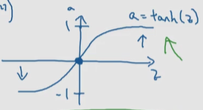 a
1
a = tanh(z)
z
-1